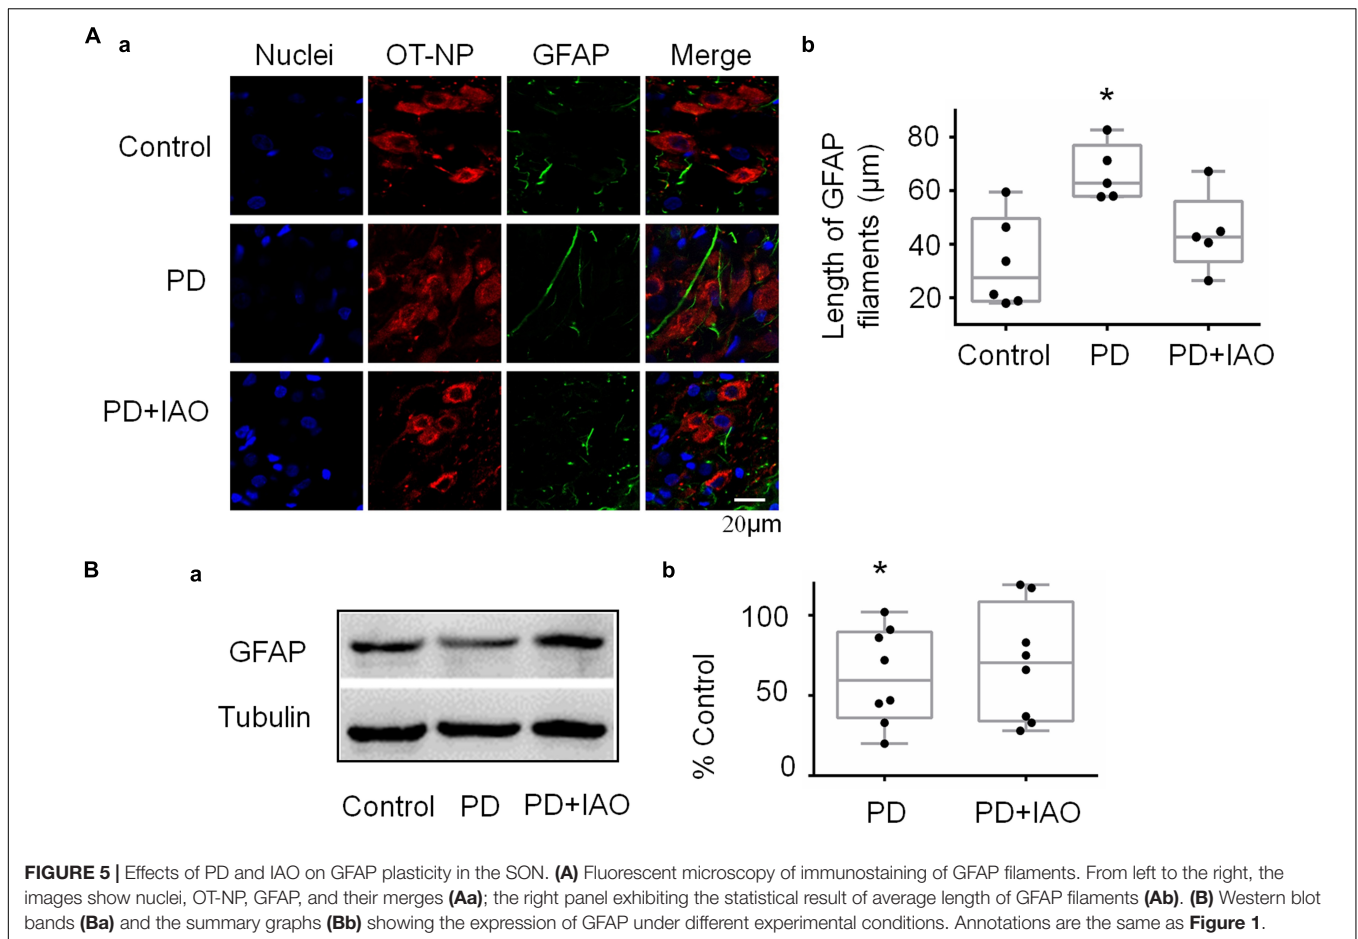 A
a
Nuclei OT-NP GFAP Merge
Control
PD
PD+IAO
20µm
b
*
Length of GFAP
filaments (µm)
80
60
40
20
Control PD PD+IAO
B
a
GFAP
Tubulin
Control PD PD+IAO
b
*
% Control
100
50
0
PD PD+IAO
FIGURE 5 | Effects of PD and IAO on GFAP plasticity in the SON. (A) Fluorescent microscopy of immunostaining of GFAP filaments. From left to the right, the
images show nuclei, OT-NP, GFAP, and their merges (Aa); the right panel exhibiting the statistical result of average length of GFAP filaments (Ab). (B) Western blot
bands (Ba) and the summary graphs (Bb) showing the expression of GFAP under different experimental conditions. Annotations are the same as Figure 1.